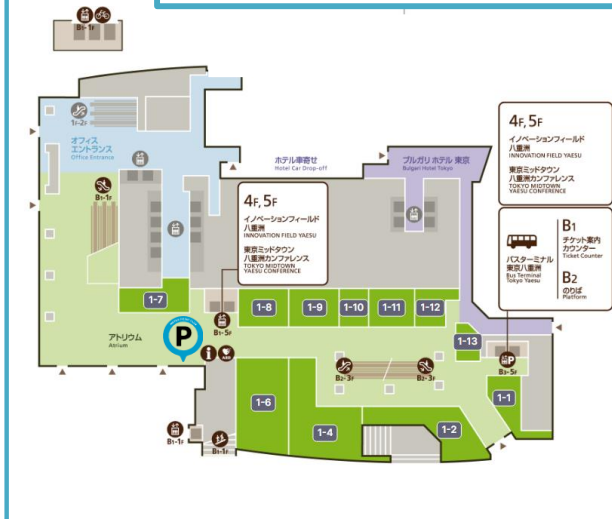 B1-1F
1F-2F
オフィス
エントランス
Office Entrance
ホテル車寄せ
Hotel Car Drop-off
ブルガリ ホテル 東京
Bulgari Hotel Tokyo
4F, 5F
イノベーションフィールド
八重洲
INNOVATION FIELD YAESU
東京ミッドタウン
八重洲カンファレンス
TOKYO MIDTOWN
YAESU CONFERENCE
B1-1F
4F, 5F
イノベーションフィールド
八重洲
INNOVATION FIELD YAESU
東京ミッドタウン
八重洲カンファレンス
TOKYO MIDTOWN
YAESU CONFERENCE
バスターミナル
東京八重洲
Bus Terminal
Tokyo Yaesu
B1
チケット案内
カウンター
Ticket Counter
B2
のりば
Platform
1-7
1-8
1-9
1-10
1-11
1-12
B1-5F
アトリウム
Atrium
P
1-13
P
B3-5F
B2-3F
B2-3F
1-6
1-4
1-2
1-1
B1-1F
B1-1F